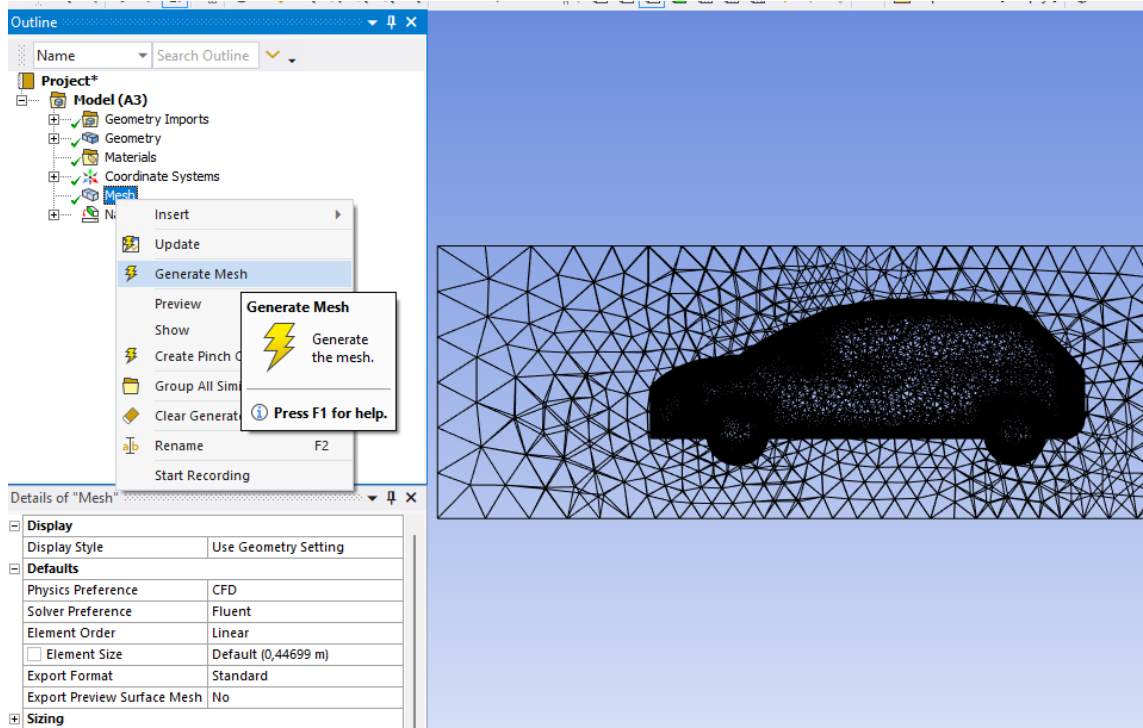 Outline
Name
Search Outline
Project*
Model (A3)
Geometry Imports
Geometry
Materials
Coordinate Systems
Mesh
Insert
Update
Generate Mesh
Preview
Show
Create Pinch
Group All
Clear
Rename F2
Start Recording
Generate Mesh
Generate
the mesh.
Press F1 for help.
Details of "Mesh"
Display
Display Style Use Geometry Setting
Defaults
Physics Preference CFD
Solver Preference Fluent
Element Order Linear
Element Size Default (0,44699 m)
Export Format Standard
Export Preview Surface Mesh No
Sizing